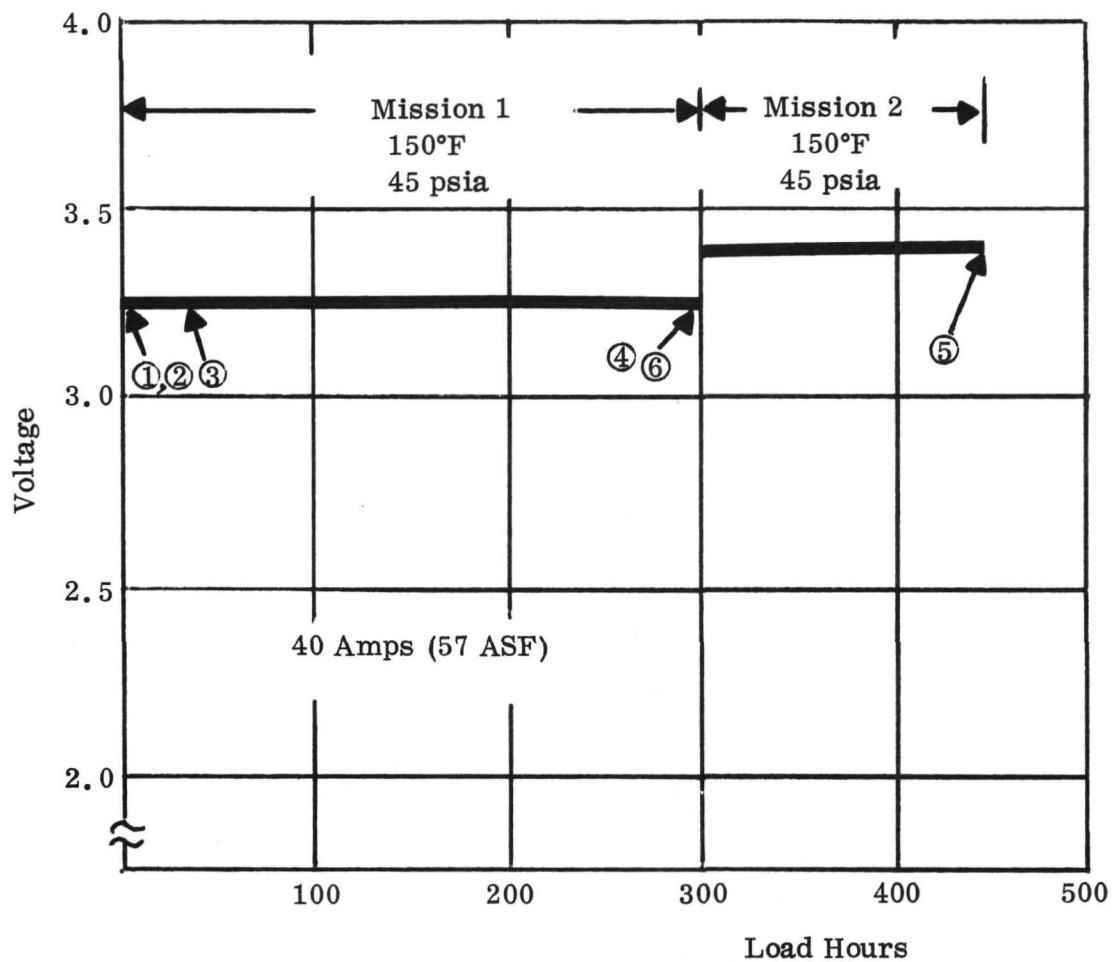 4.0
Mission 1
150°F
45 psia
Mission 2
150°F
45 psia
3.5
①,② ③
④ ⑥
⑤
3.0
Voltage
2.5
40 Amps (57 ASF)
2.0
100 200 300 400 500
Load Hours